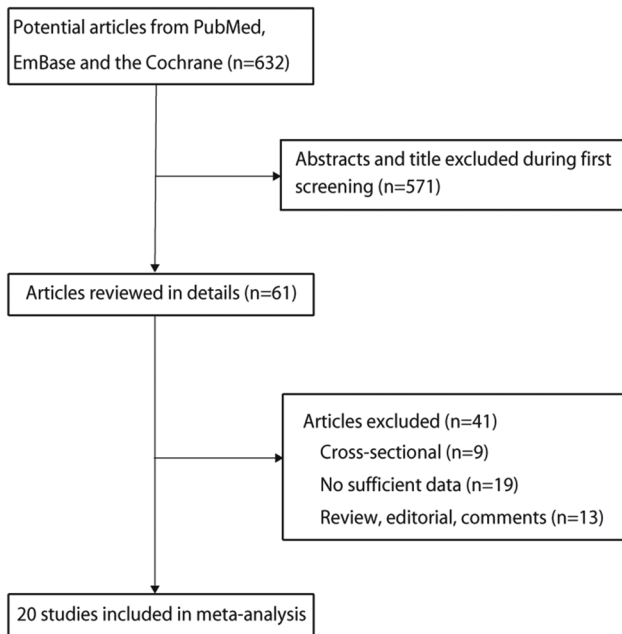 Potential articles from PubMed,
EmBase and the Cochrane (n=632)
Abstracts and title excluded during first
screening (n=571)
Articles reviewed in details (n=61)
Articles excluded (n=41)
Cross-sectional (n=9)
No sufficient data (n=19)
Review, editorial, comments (n=13)
20 studies included in meta-analysis